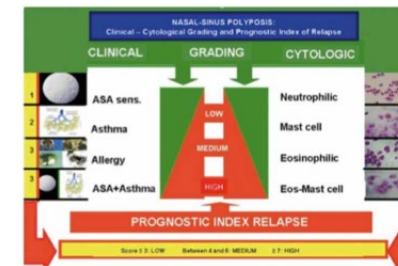 NASAL-SINUS POLYPOSIS:
Clinical – Cytological Grading and Prognostic Index of Relapse
CLINICAL GRADING CYTOLOGIC
1 ASA sens. LOW Neutrophilic
2 Asthma MEDIUM Mast cell
3 Allergy Eosinophilic
3 ASA+Asthma HIGH Eos-Mast cell
PROGNOSTIC INDEX RELAPSE
Score ≤ 3: LOW Between 4 and 6: MEDIUM ≥ 7: HIGH